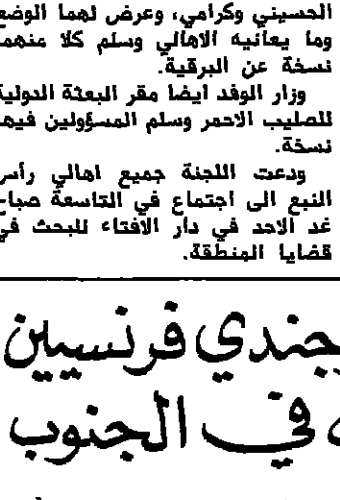 الحسيني وكرامي، وعرض لهما الوضع
وما يعانيه الاهالي وسلم كلا منهما
نسخة عن البرقية.
وزار الوفد ايضا مقر البعثة الدولية
للصليب الاحمر وسلم المسؤولين فيها
نسخة.
ودعت اللجنة جميع اهالي رأس
النبع الى اجتماع في التاسعة صباح
غد الاحد في دار الافتاء للبحث في
قضايا المنطقة.
جندي فرنسيين
في الجنوب